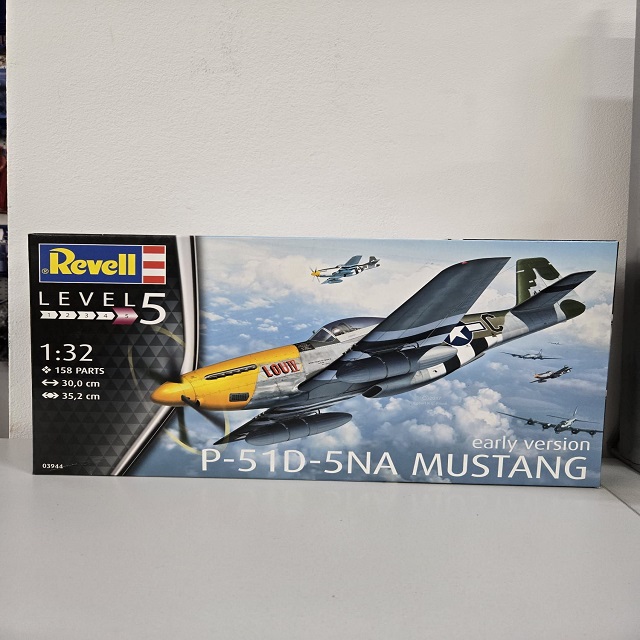 ®Revell
LEVEL 5
1 2 3 4 5
1:32
158 PARTS
30,0 cm
35,2 cm
03944
LOU IV
C
early version
P-51D-5NA MUSTANG